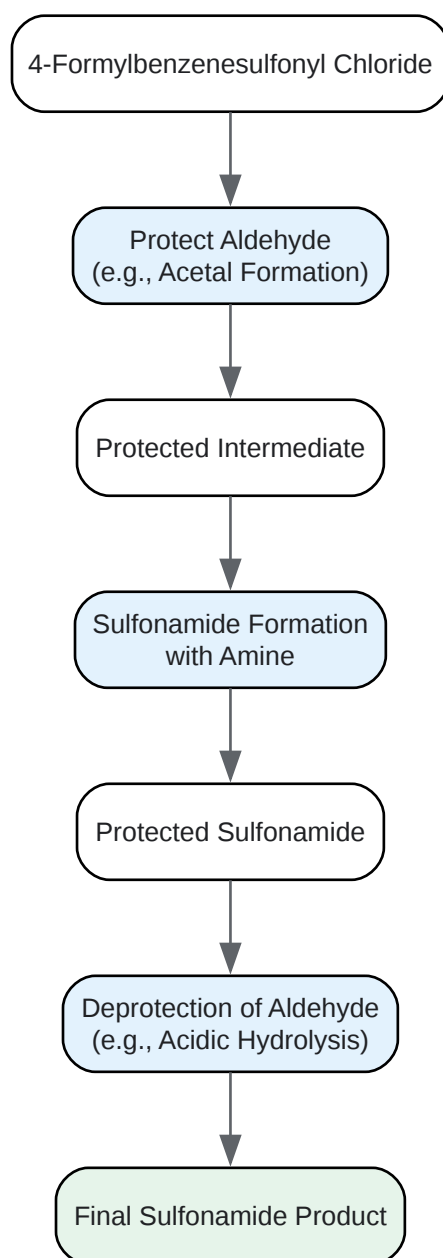 4-Formylbenzenesulfonyl Chloride
Protect Aldehyde
(e.g., Acetal Formation)
Protected Intermediate
Sulfonamide Formation
with Amine
Protected Sulfonamide
Deprotection of Aldehyde
(e.g., Acidic Hydrolysis)
Final Sulfonamide Product